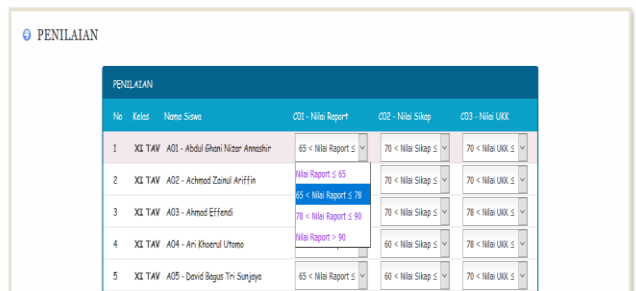 PENILAIAN
PENILAIAN
No Kelas Nama Siswa C01 - Nilai Raport C02 - Nilai Sikap C03 - Nilai UKK
1 XI TAV A01 - Abdul Ghani Nizar Annashir 65 < Nilai Raport ≤ 70 < Nilai Sikap ≤ 70 < Nilai UKK ≤
Nilai Raport ≤ 65
2 XI TAV A02 - Achmad Zainul Ariffin 65 < Nilai Raport ≤ 78 70 < Nilai Sikap ≤ 70 < Nilai UKK ≤
3 XI TAV A03 - Ahmad Effendi 78 < Nilai Raport ≤ 90 70 < Nilai Sikap ≤ 78 < Nilai UKK ≤
Nilai Raport > 90
4 XI TAV A04 - Ari Khoerul Utomo 60 < Nilai Sikap ≤ 78 < Nilai UKK ≤
5 XI TAV A05 - David Bagus Tri Sunjaya 65 < Nilai Raport ≤ 60 < Nilai Sikap ≤ 70 < Nilai UKK ≤